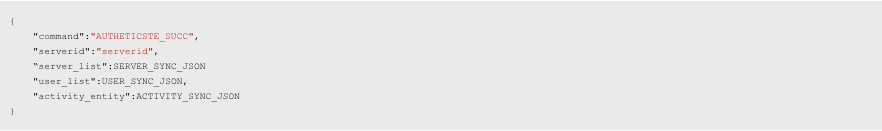 {
"command":"AUTHETICSTE_SUCC",
"serverid":"serverid",
“server_list":SERVER_SYNC_JSON
"user_list":USER_SYNC_JSON,
"activity_entity":ACTIVITY_SYNC_JSON
}